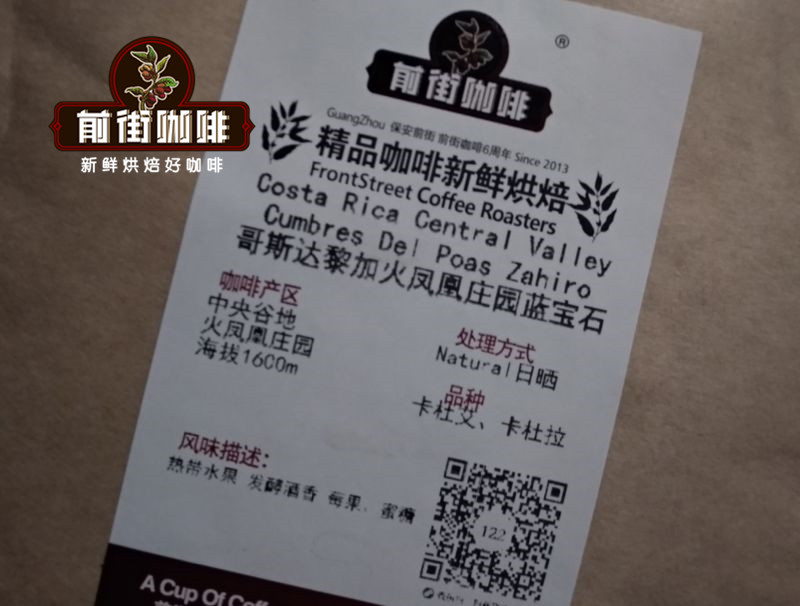 前街咖啡
新鲜烘焙好咖啡
前街咖啡
®
GuangZhou 保安前街 前街咖啡6周年 Since 2013
精品咖啡新鲜烘焙
FrontStreet Coffee Roasters
Costa Rica Central Valley
Cumbres Del Poas Zahiro
哥斯达黎加火凤凰庄园蓝宝石
咖啡产区
中央谷地
火凤凰庄园
海拔1600m
处理方式
Natural日晒
品种
卡杜艾、卡杜拉
风味描述:
热带水果 发酵酒香 莓果、蜜糖
122
A Cup Of